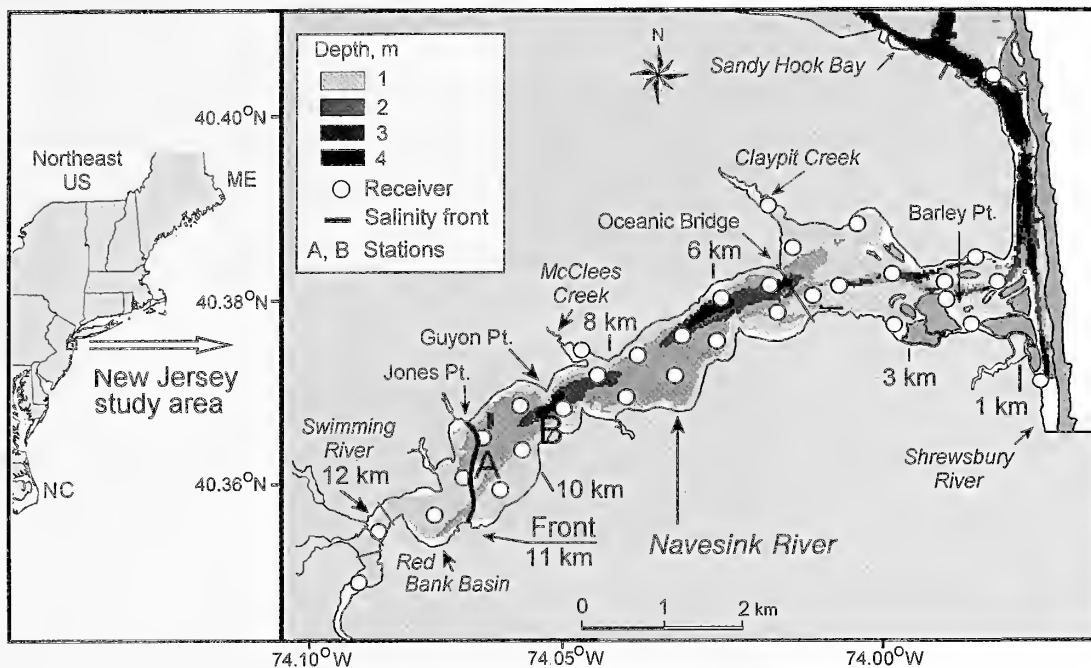 Northeast
US
ME
NC
New Jersey
study area
Depth, m
1
2
3
4
Receiver
Salinity front
A, B Stations
N
Sandy Hook Bay
Claypit Creek
Oceanic Bridge
Barley Pt.
6 km
McClees
Creek
8 km
Guyon Pt.
Jones Pt.
Swimming
River
12 km
B
A
3 km
1 km
Shrewsbury
River
10 km
Front
11 km
Navesink River
Red
Bank Basin
0 1 2 km
40.40°N
40.38°N
40.36°N
74.10°W
74.05°W
74.00°W